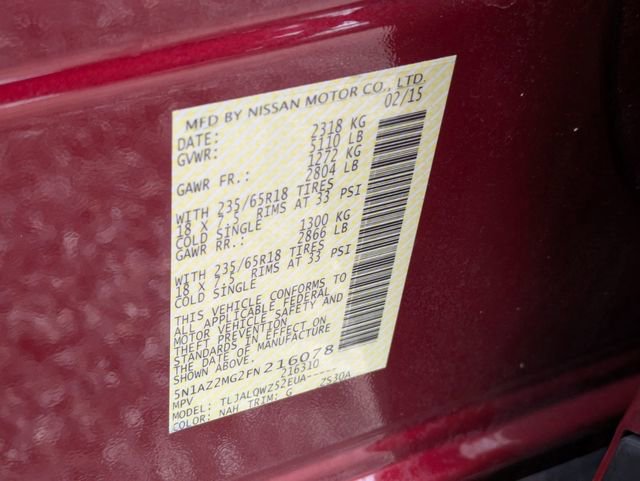 MFD BY NISSAN MOTOR CO., LTD.
DATE: 02/15
GVWR: 2318 KG
5110 LB
GAWR FR.: 1272 KG
2804 LB
WITH 235/65R18 TIRES
18 X 7.5 RIMS AT 33 PSI
COLD SINGLE
GAWR RR.: 1300 KG
2866 LB
WITH 235/65R18 TIRES
18 X 7.5 RIMS AT 33 PSI
COLD SINGLE
THIS VEHICLE CONFORMS TO
ALL APPLICABLE FEDERAL
MOTOR VEHICLE SAFETY AND
THEFT PREVENTION
STANDARDS IN EFFECT ON
THE DATE OF MANUFACTURE
SHOWN ABOVE.
5N1AZ2MG2FN216078
MPV 216310
MODEL: TLJALQWZ52EUA-----
COLOR: NAH TRIM: G Z530A